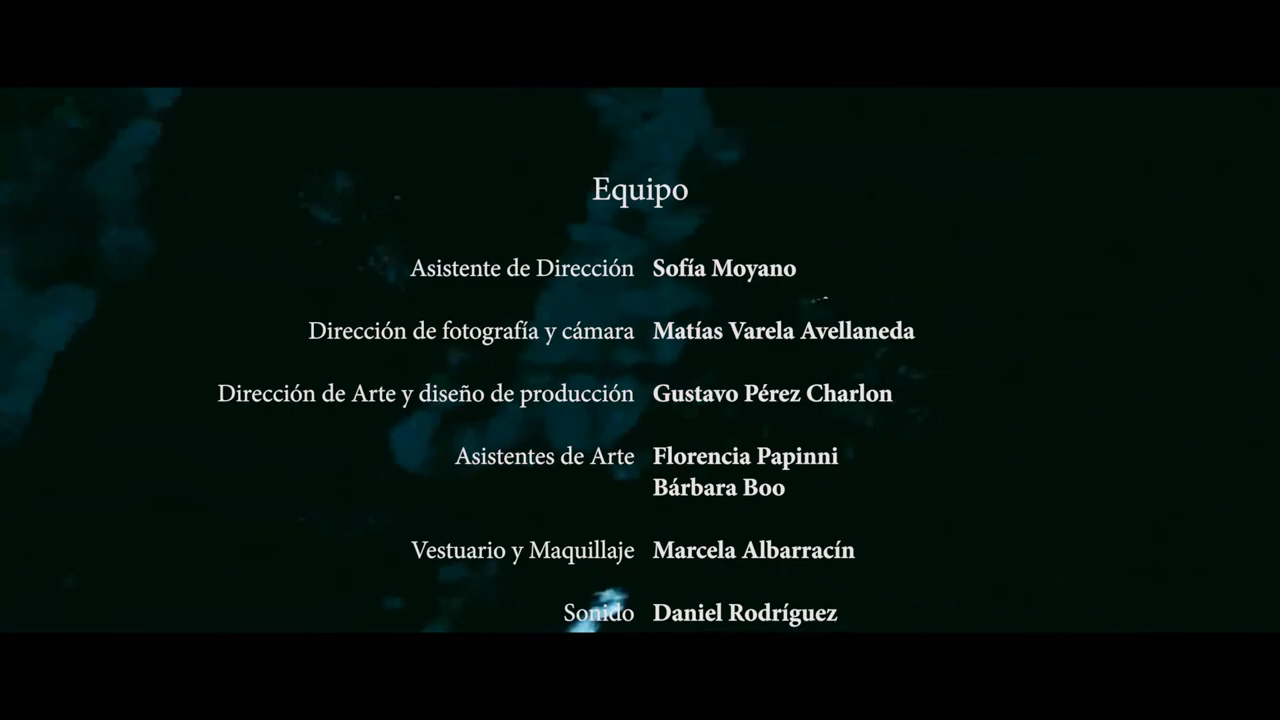 Equipo
Asistente de Dirección Sofía Moyano
Dirección de fotografía y cámara Matías Varela Avellaneda
Dirección de Arte y diseño de producción Gustavo Pérez Charlon
Asistentes de Arte Florencia Papinni
Bárbara Boo
Vestuario y Maquillaje Marcela Albarracín
Sonido Daniel Rodríguez